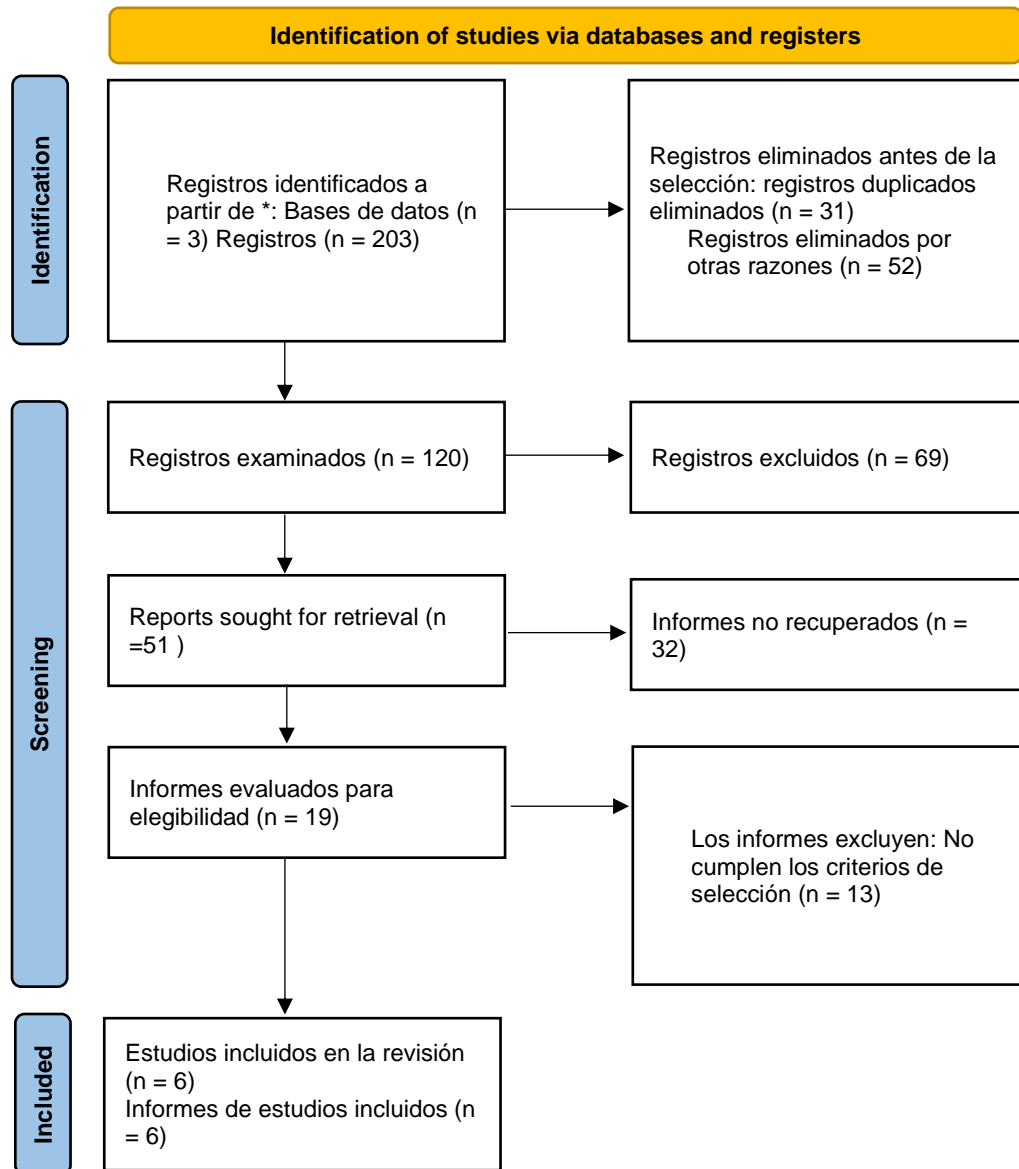 Identification of studies via databases and registers
Identification
Registros identificados a
partir de *: Bases de datos (n
= 3) Registros (n = 203)
Registros eliminados antes de la
selección: registros duplicados
eliminados (n = 31)
Registros eliminados por
otras razones (n = 52)
Screening
Registros examinados (n = 120)
Registros excluidos (n = 69)
Reports sought for retrieval (n
=51 )
Informes no recuperados (n =
32)
Informes evaluados para
elegibilidad (n = 19)
Los informes excluyen: No
cumplen los criterios de
selección (n = 13)
Included
Estudios incluidos en la revisión
(n = 6)
Informes de estudios incluidos (n
= 6)